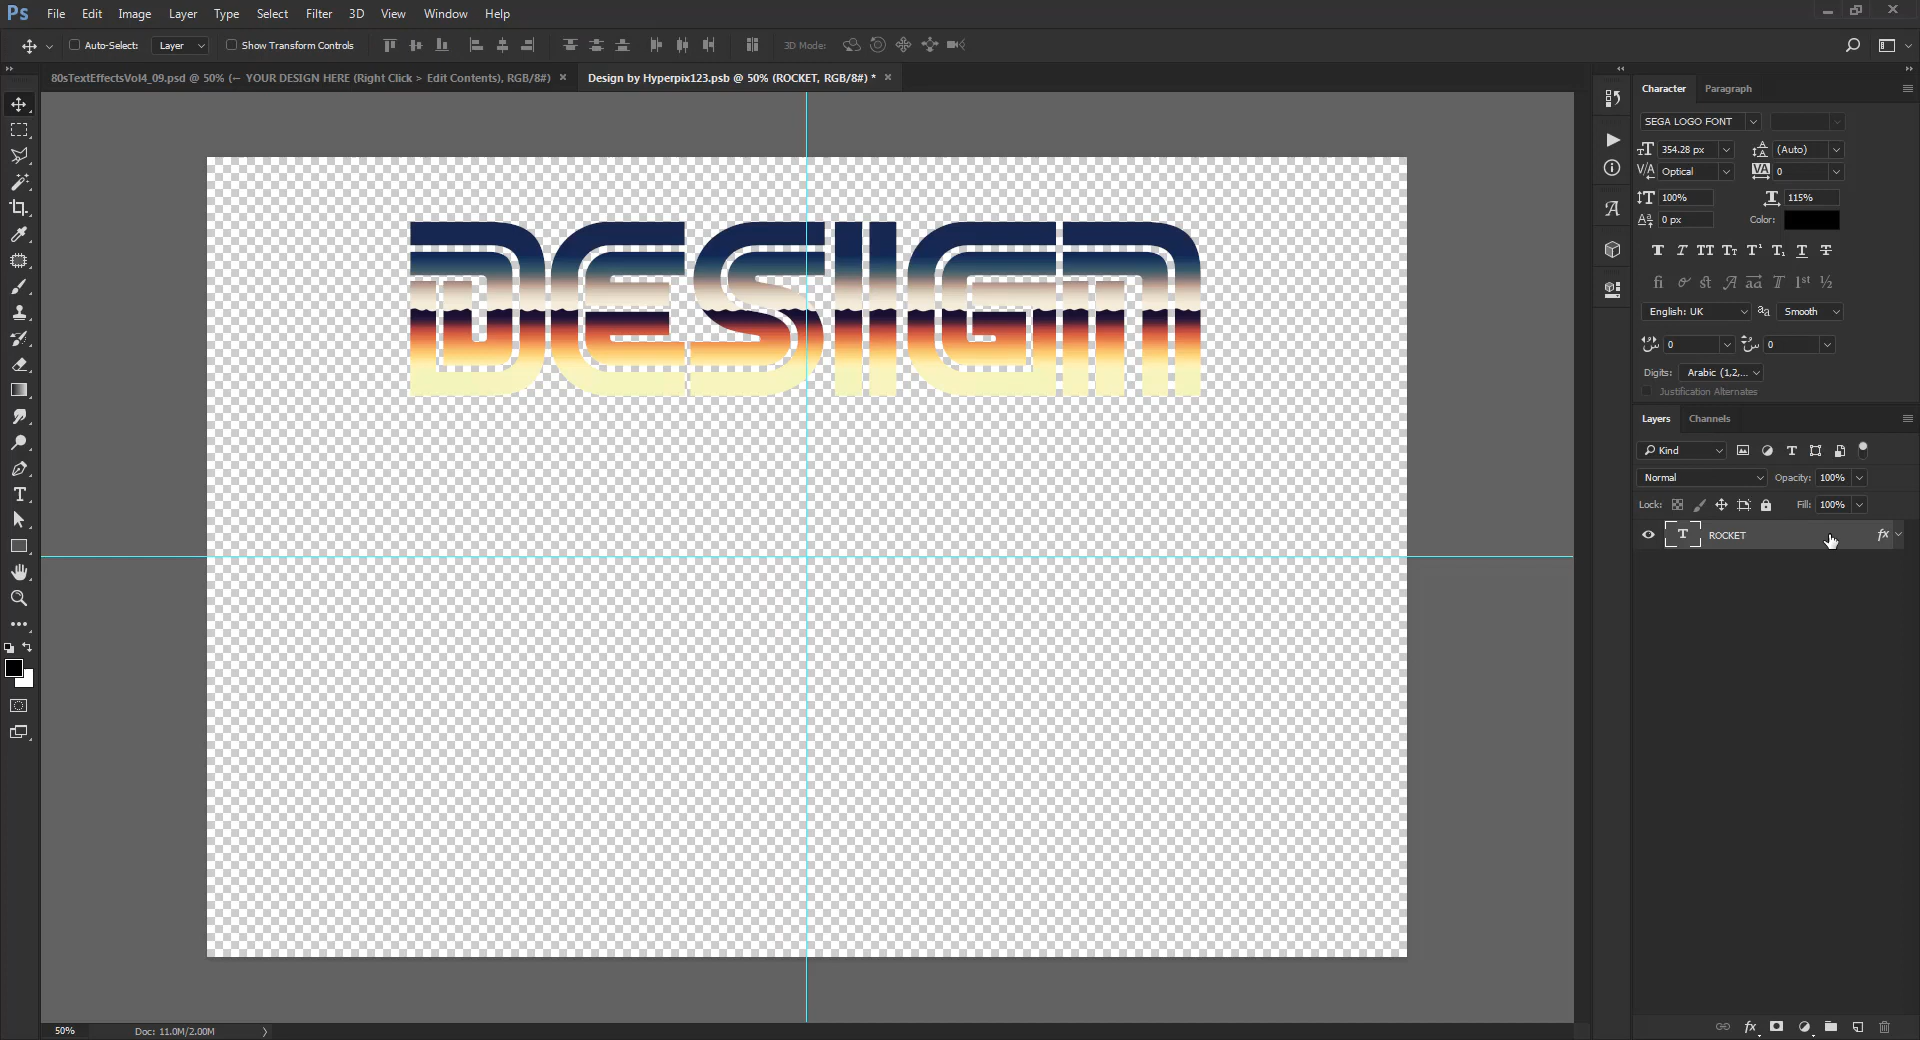 Ps File Edit Image Layer Type Select Filter 3D View Window Help
Auto-Select: Layer Show Transform Controls 3D Mode:
80sTextEffectsVol4_09.psd @ 50% (← YOUR DESIGN HERE (Right Click > Edit Contents), RGB/8#) × Design by Hyperpix123.psb @ 50% (ROCKET, RGB/8#) * ×
DESIGN
Character Paragraph
SEGA LOGO FONT
354.28 px (Auto)
Optical 0
100% 115%
0 px Color:
English: UK aa Smooth
0 0
Digits: Arabic (1,2,...
Justification Alternates
Layers Channels
Kind
Normal Opacity: 100%
Lock: Fill: 100%
T ROCKET fx
50% Doc: 11.0M/2.00M